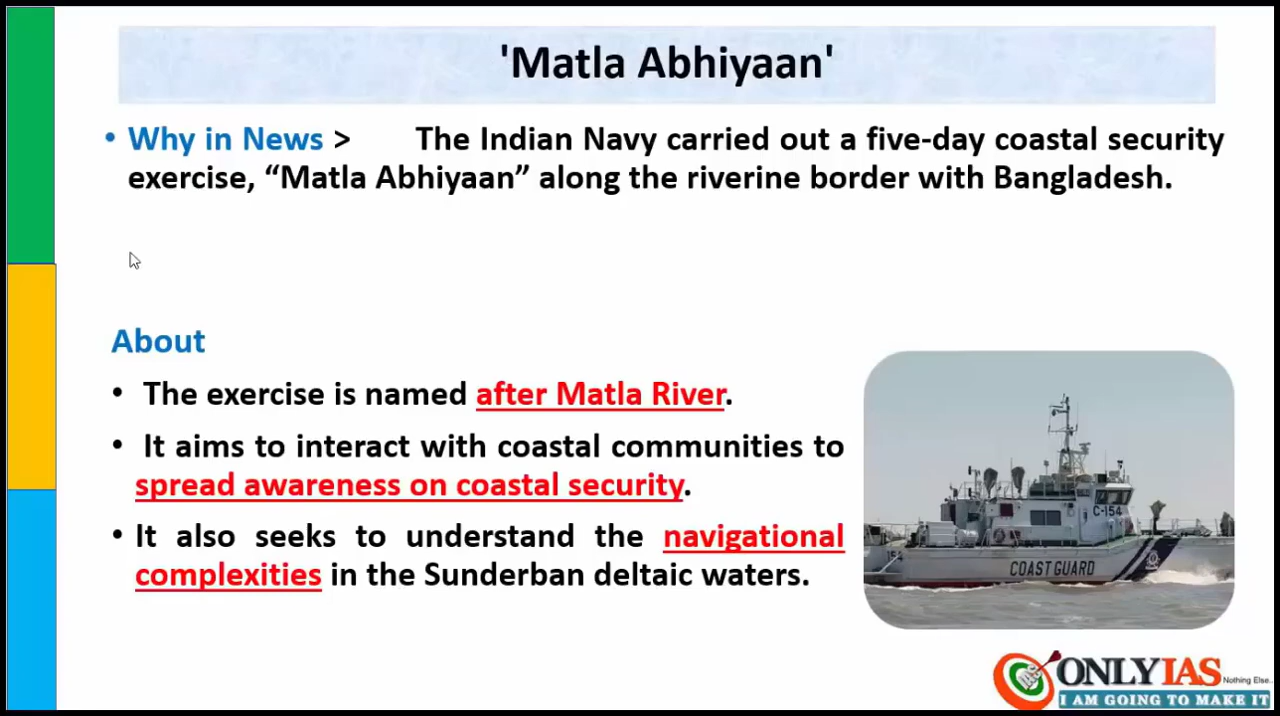 'Matla Abhiyaan'
• Why in News > The Indian Navy carried out a five-day coastal security
exercise, “Matla Abhiyaan” along the riverine border with Bangladesh.
About
• The exercise is named after Matla River.
• It aims to interact with coastal communities to
spread awareness on coastal security.
• It also seeks to understand the navigational
complexities in the Sunderban deltaic waters.
C-154
154
COAST GUARD
ONLYIAS
Nothing Else..
I AM GOING TO MAKE IT